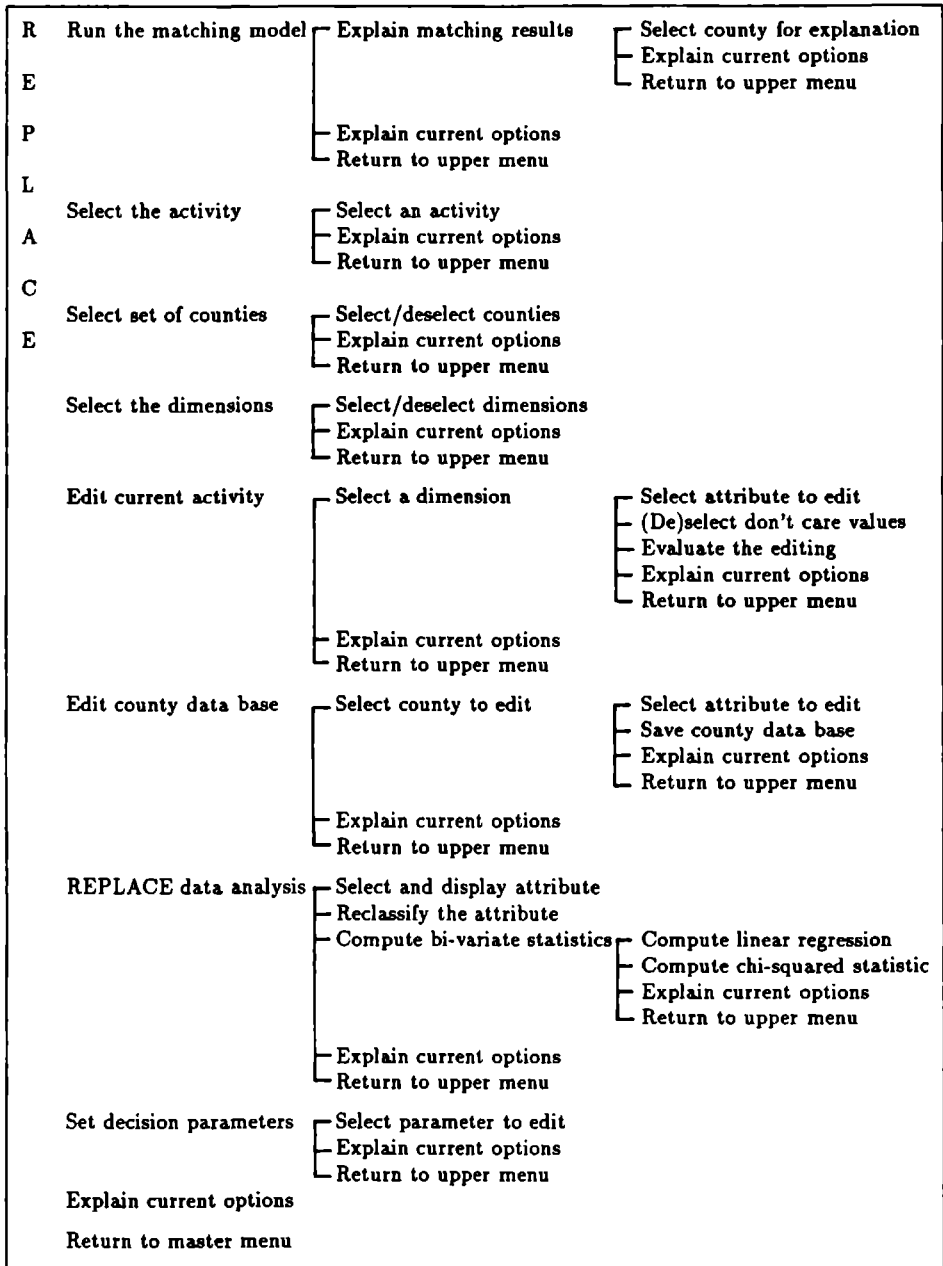 R Run the matching model Explain matching results Select county for explanation
Explain current options
E Return to upper menu
P Explain current options
Return to upper menu
L
Select the activity Select an activity
A Explain current options
Return to upper menu
C
Select set of counties Select/deselect counties
E Explain current options
Return to upper menu
Select the dimensions Select/deselect dimensions
Explain current options
Return to upper menu
Edit current activity Select a dimension Select attribute to edit
(De)select don't care values
Evaluate the editing
Explain current options
Return to upper menu
Explain current options
Return to upper menu
Edit county data base Select county to edit Select attribute to edit
Save county data base
Explain current options
Return to upper menu
Explain current options
Return to upper menu
REPLACE data analysis Select and display attribute
Reclassify the attribute
Compute bi-variate statistics Compute linear regression
Compute chi-squared statistic
Explain current options
Return to upper menu
Explain current options
Return to upper menu
Set decision parameters Select parameter to edit
Explain current options
Return to upper menu
Explain current options
Return to master menu